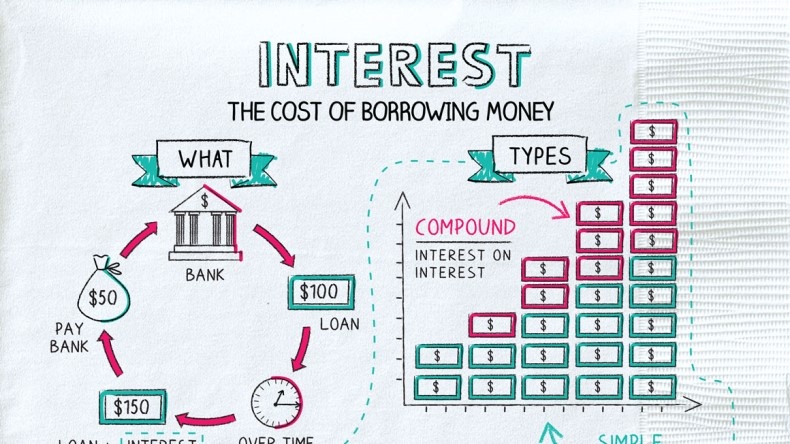 INTEREST
THE COST OF BORROWING MONEY
WHAT
$
BANK
$100
LOAN
OVER TIME
$150
LOAN + INTEREST
$50
PAY
BANK
TYPES
COMPOUND
INTEREST ON
INTEREST
$
$
$
$ $
$ $
$ $ $
$ $ $
$ $ $ $
$ $ $ $ $
$ $ $ $ $
SIMPLE